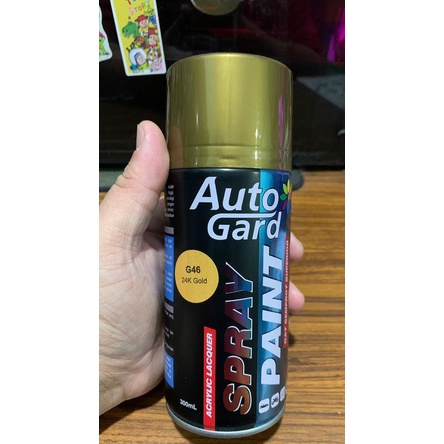 Auto
Gard
G46
24K Gold
SPRAY
PAINT
ACRYLIC LACQUER
300mL